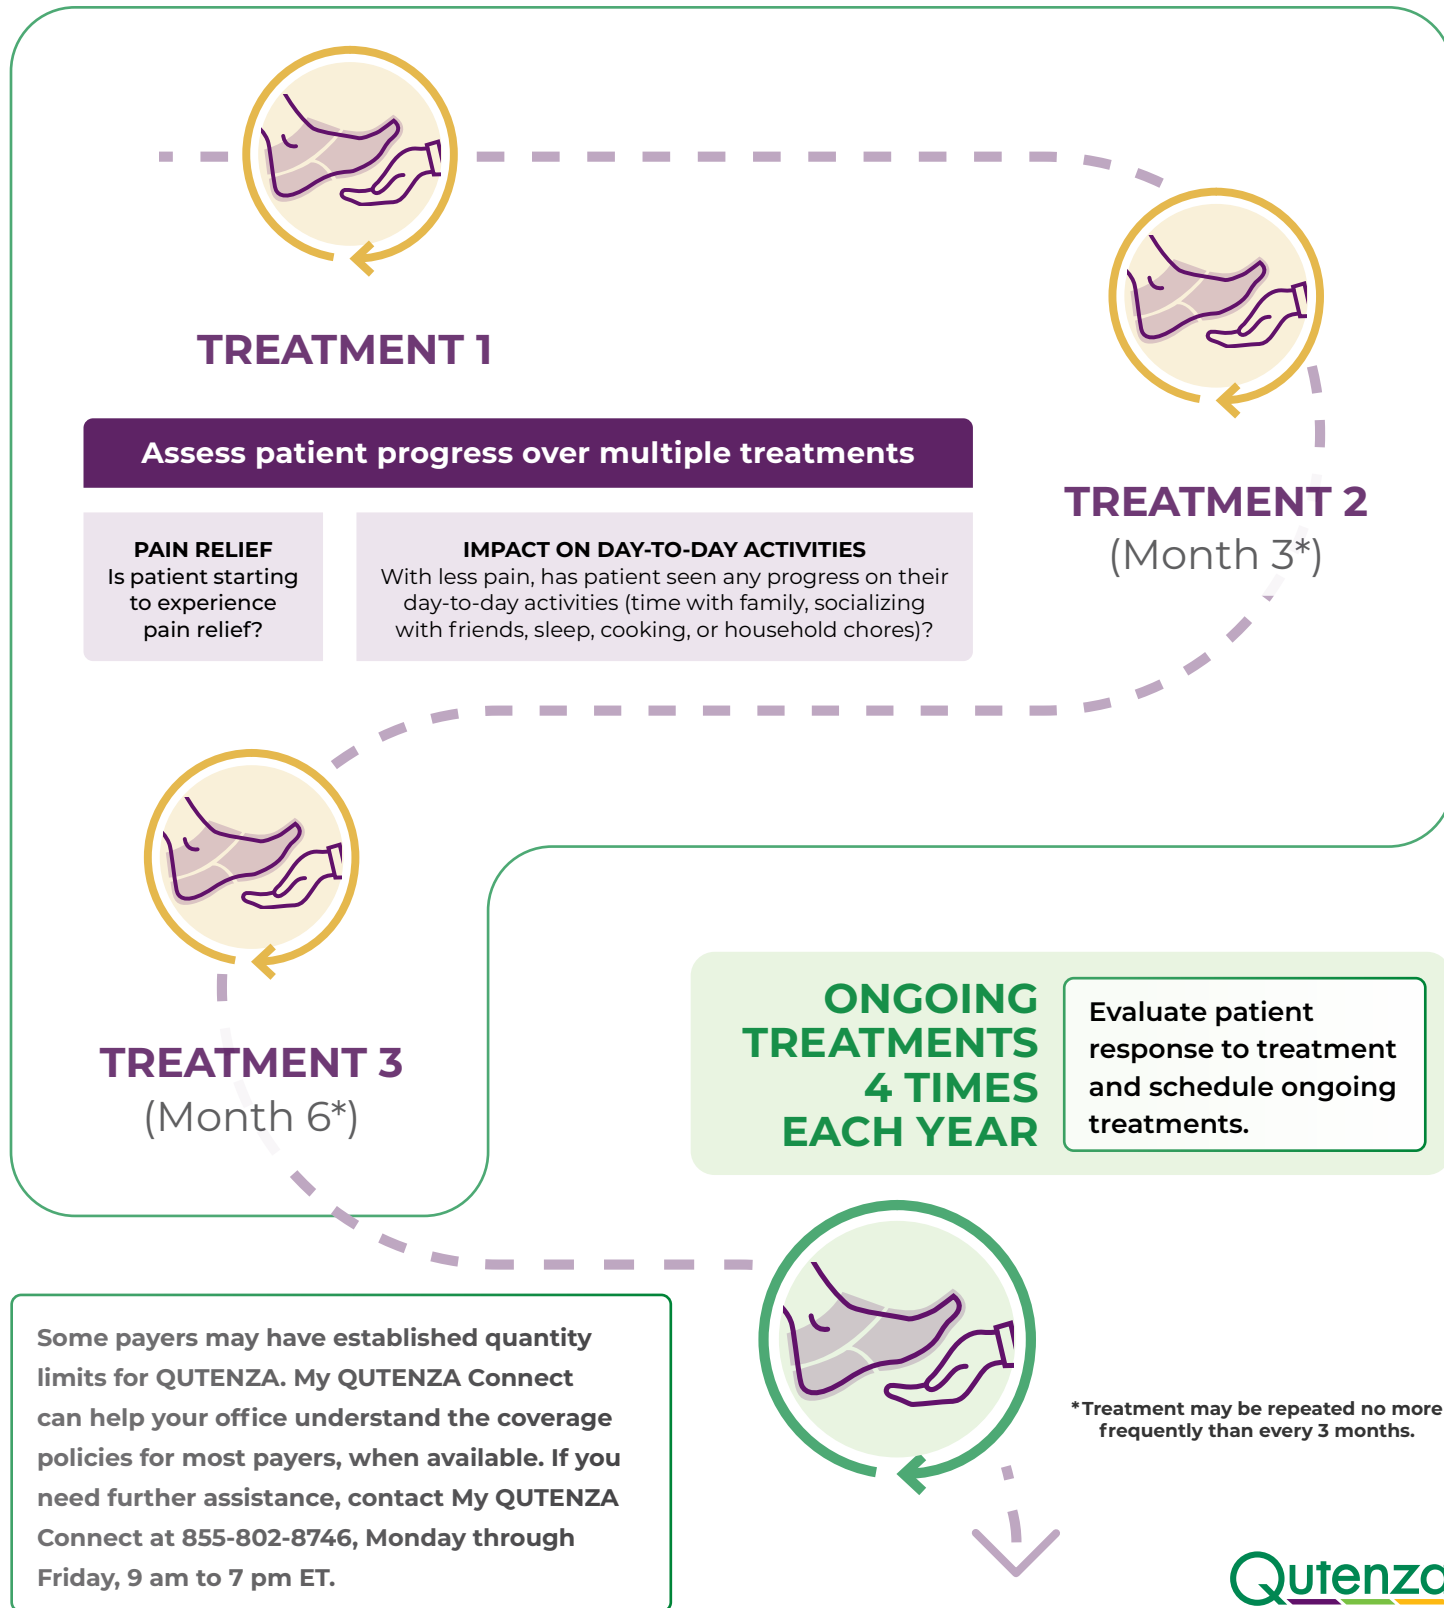 TREATMENT 1
Assess patient progress over multiple treatments
PAIN RELIEF
Is patient starting
to experience
pain relief?
IMPACT ON DAY-TO-DAY ACTIVITIES
With less pain, has patient seen any progress on their
day-to-day activities (time with family, socializing
with friends, sleep, cooking, or household chores)?
TREATMENT 2
(Month 3*)
TREATMENT 3
(Month 6*)
ONGOING
TREATMENTS
4 TIMES
EACH YEAR
Evaluate patient
response to treatment
and schedule ongoing
treatments.
Some payers may have established quantity
limits for QUTENZA. My QUTENZA Connect
can help your office understand the coverage
policies for most payers, when available. If you
need further assistance, contact My QUTENZA
Connect at 855-802-8746, Monday through
Friday, 9 am to 7 pm ET.
*Treatment may be repeated no more
frequently than every 3 months.
Qutenza